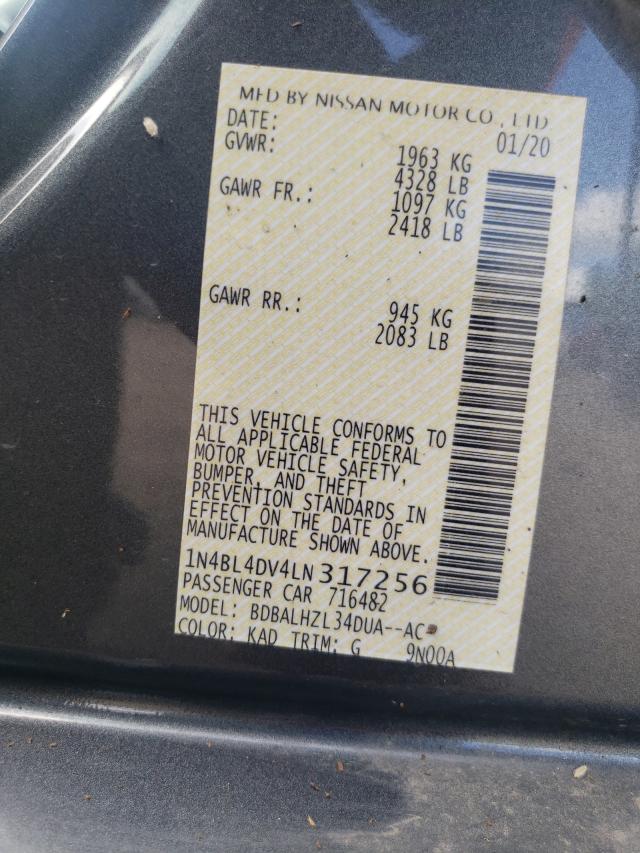 MFD BY NISSAN MOTOR CO., LTD
DATE: 01/20
GVWR: 1963 KG
4328 LB
GAWR FR.: 1097 KG
2418 LB
GAWR RR.: 945 KG
2083 LB
THIS VEHICLE CONFORMS TO
ALL APPLICABLE FEDERAL
MOTOR VEHICLE SAFETY,
BUMPER, AND THEFT
PREVENTION STANDARDS IN
EFFECT ON THE DATE OF
MANUFACTURE SHOWN ABOVE.
1N4BL4DV4LN317256
PASSENGER CAR 716482
MODEL: BDBALHZL34DUA--AC
COLOR: KAD TRIM: G 9N00A